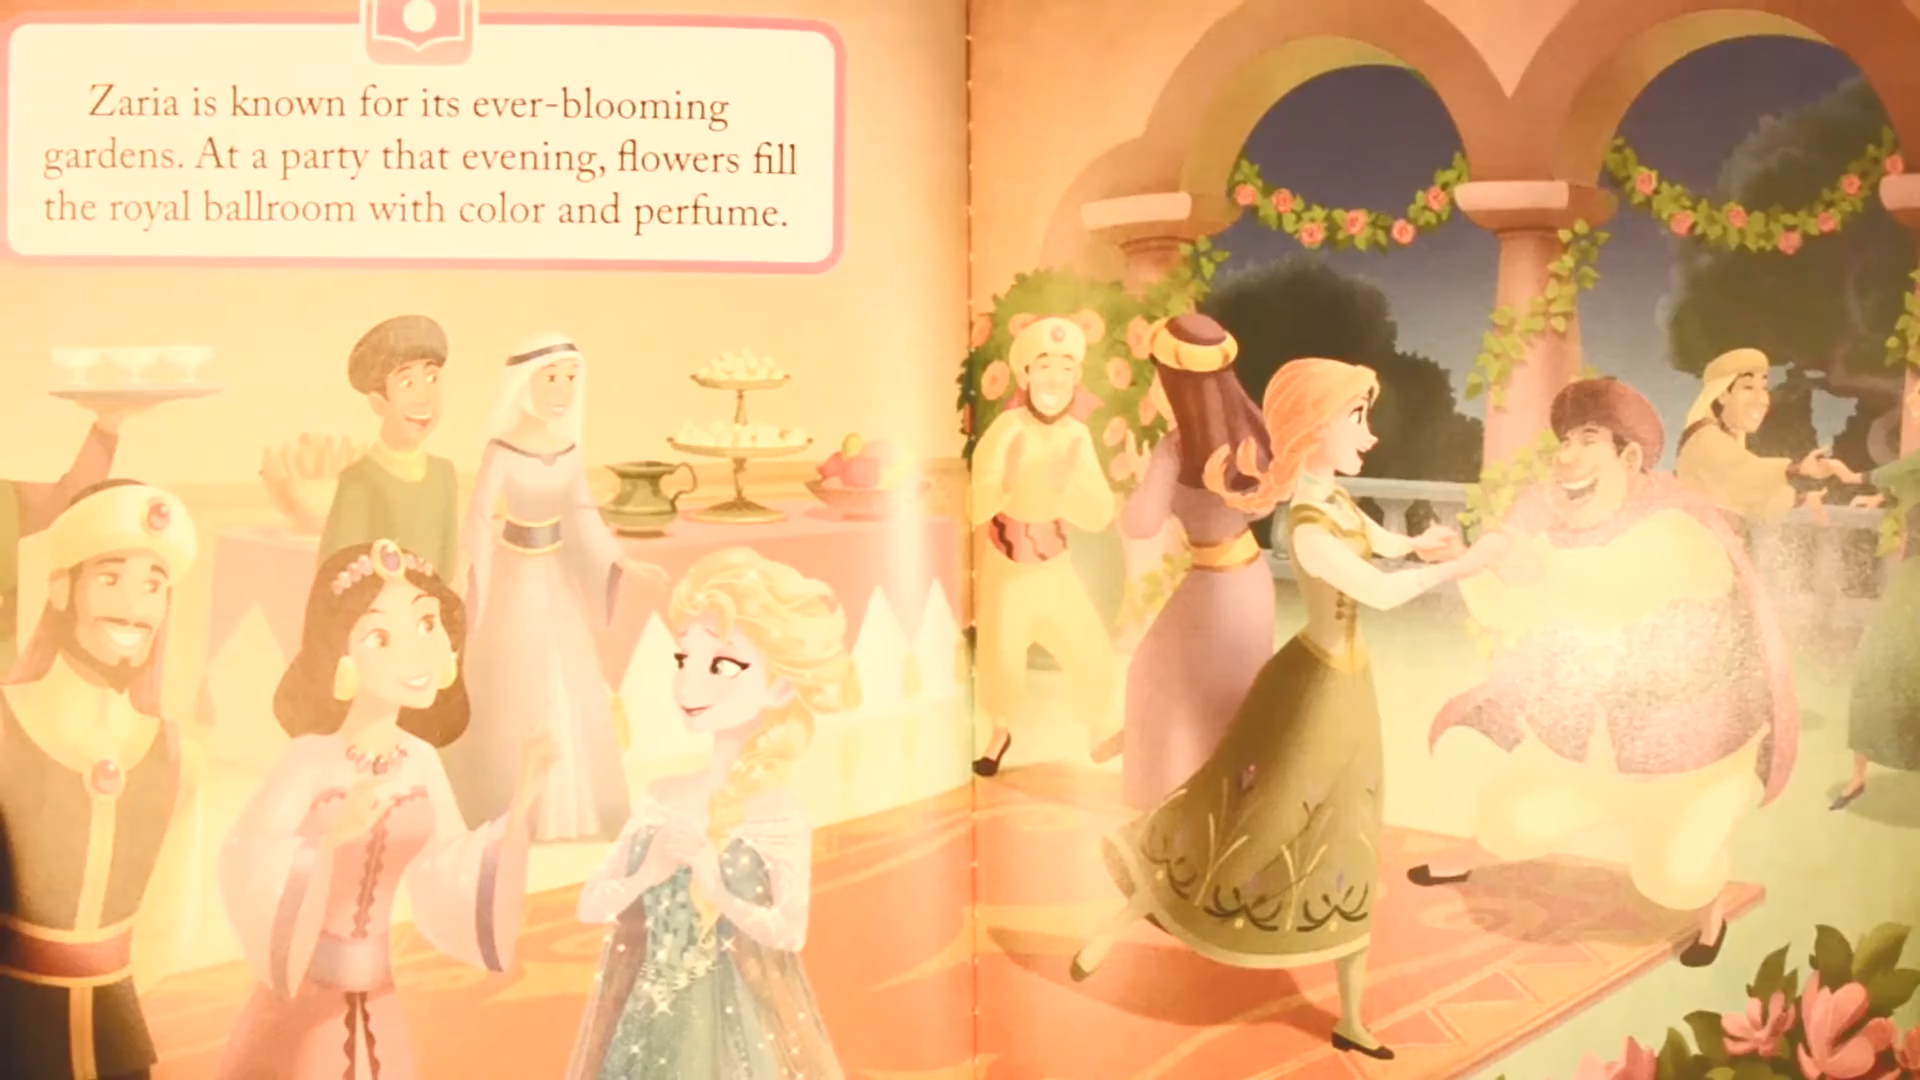 Zaria is known for its ever-blooming
gardens. At a party that evening, flowers fill
the royal ballroom with color and perfume.